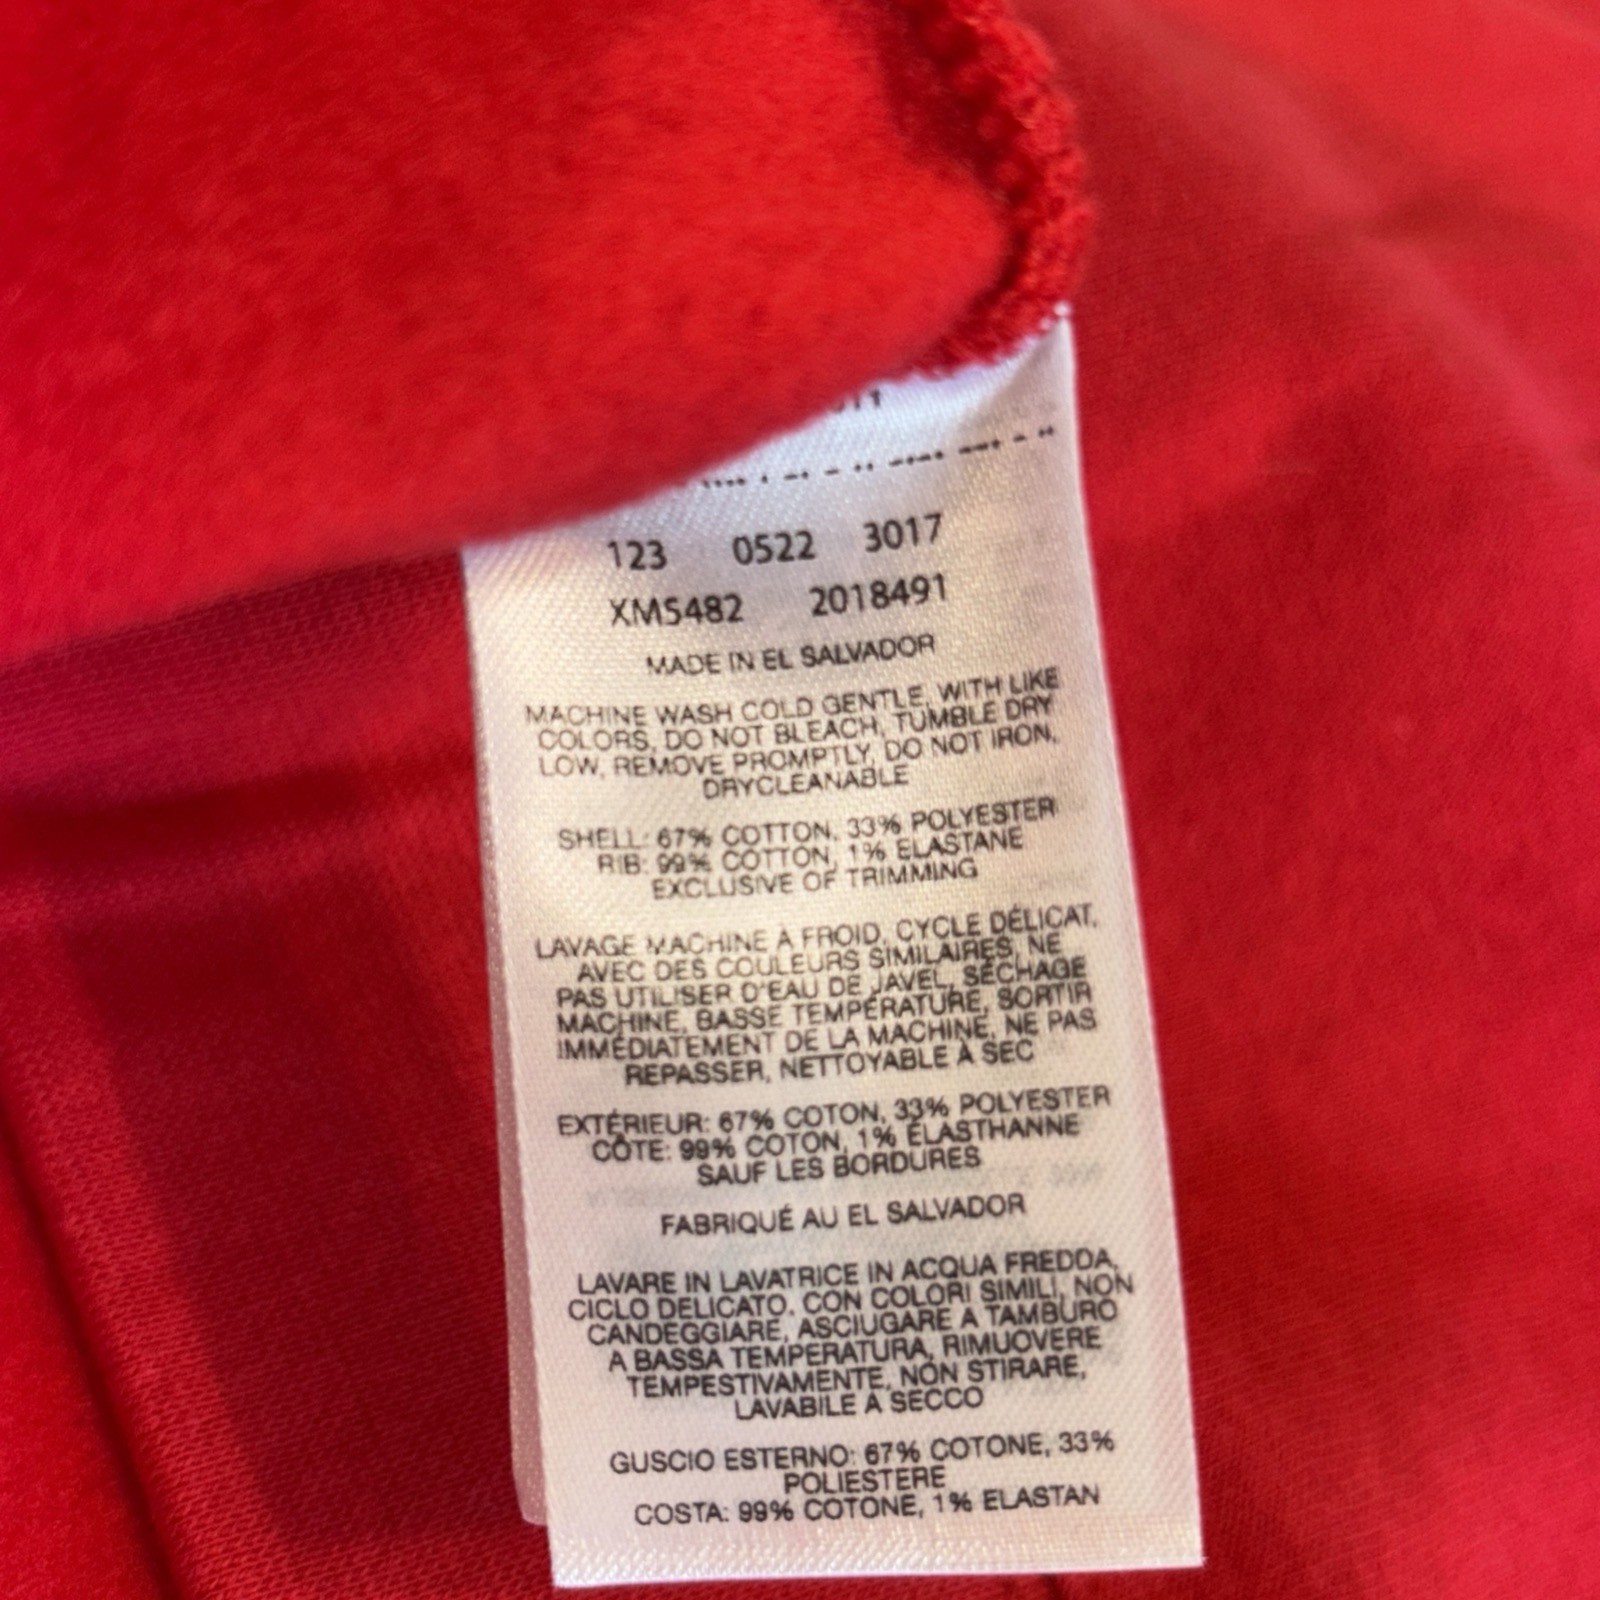 123 0522 3017
XM5482 2018491
MADE IN EL SALVADOR
MACHINE WASH COLD GENTLE, WITH LIKE
COLORS, DO NOT BLEACH, TUMBLE DRY
LOW, REMOVE PROMPTLY, DO NOT IRON,
DRYCLEANABLE
SHELL: 67% COTTON, 33% POLYESTER
RIB: 99% COTTON, 1% ELASTANE
EXCLUSIVE OF TRIMMING
LAVAGE MACHINE À FROID, CYCLE DÉLICAT,
AVEC DES COULEURS SIMILAIRES, NE
PAS UTILISER D'EAU DE JAVEL, SÉCHAGE
MACHINE, BASSE TEMPÉRATURE, SORTIR
IMMÉDIATEMENT DE LA MACHINE, NE PAS
REPASSER, NETTOYABLE À SEC
EXTÉRIEUR: 67% COTON, 33% POLYESTER
CÔTE: 99% COTON, 1% ÉLASTHANNE
SAUF LES BORDURES
FABRIQUÉ AU EL SALVADOR
LAVARE IN LAVATRICE IN ACQUA FREDDA,
CICLO DELICATO. CON COLORI SIMILI, NON
CANDEGGIARE, ASCIUGARE A TAMBURO
A BASSA TEMPERATURA, RIMUOVERE
TEMPESTIVAMENTE, NON STIRARE,
LAVABILE A SECCO
GUSCIO ESTERNO: 67% COTONE, 33%
POLIESTERE
COSTA: 99% COTONE, 1% ELASTAN